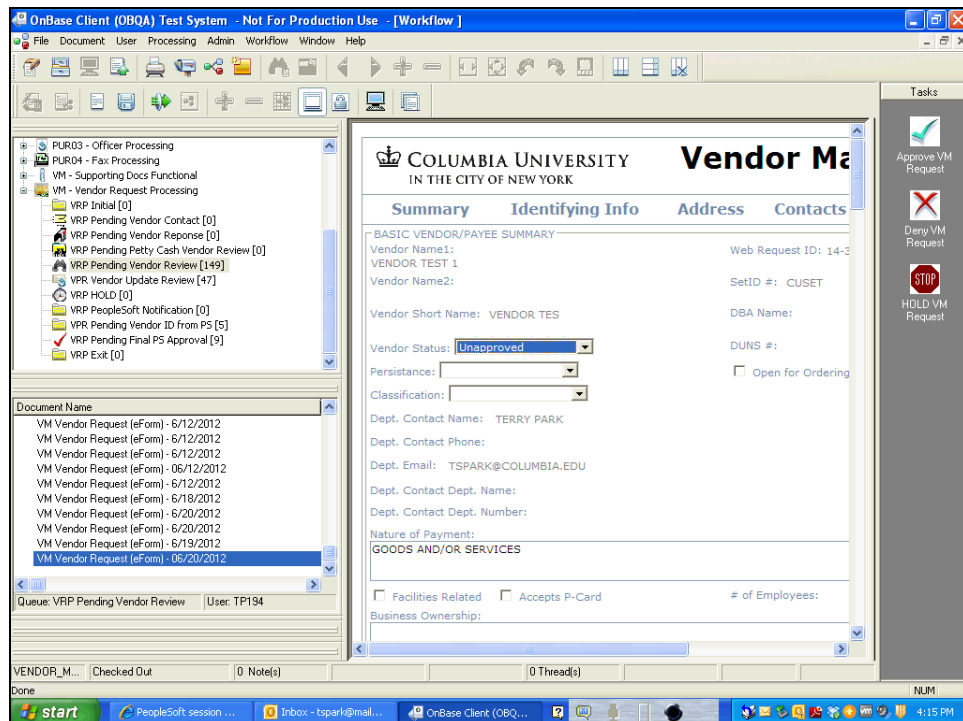 OnBase Client (OBQA) Test System - Not For Production Use - [Workflow ]
File Document User Processing Admin Workflow Window Help
Tasks
Approve VM
Request
Deny VM
Request
STOP
HOLD VM
Request
PUR03 - Officer Processing
PUR04 - Fax Processing
VM - Supporting Docs Functional
VM - Vendor Request Processing
VRP Initial [0]
VRP Pending Vendor Contact [0]
VRP Pending Vendor Reponse [0]
VRP Pending Petty Cash Vendor Review [0]
VRP Pending Vendor Review [149]
VPR Vendor Update Review [47]
VRP HOLD [0]
VRP PeopleSoft Notification [0]
VPR Pending Vendor ID from PS [5]
VRP Pending Final PS Approval [9]
VRP Exit [0]
Document Name
VM Vendor Request (eForm) - 6/12/2012
VM Vendor Request (eForm) - 6/12/2012
VM Vendor Request (eForm) - 6/12/2012
VM Vendor Request (eForm) - 06/12/2012
VM Vendor Request (eForm) - 6/12/2012
VM Vendor Request (eForm) - 6/18/2012
VM Vendor Request (eForm) - 6/20/2012
VM Vendor Request (eForm) - 6/20/2012
VM Vendor Request (eForm) - 6/19/2012
VM Vendor Request (eForm) - 06/20/2012
Queue: VRP Pending Vendor Review User: TP194
COLUMBIA UNIVERSITY
IN THE CITY OF NEW YORK
Vendor Ma
Summary Identifying Info Address Contacts
BASIC VENDOR/PAYEE SUMMARY
Vendor Name1: Web Request ID: 14-3
VENDOR TEST 1
Vendor Name2: SetID #: CUSET
Vendor Short Name: VENDOR TES DBA Name:
Vendor Status: Unapproved DUNS #:
Persistance: Open for Ordering
Classification:
Dept. Contact Name: TERRY PARK
Dept. Contact Phone:
Dept. Email: TSPARK@COLUMBIA.EDU
Dept. Contact Dept. Name:
Dept. Contact Dept. Number:
Nature of Payment:
GOODS AND/OR SERVICES
Facilities Related Accepts P-Card # of Employees:
Business Ownership:
VENDOR_M... Checked Out 0 Note(s) 0 Thread(s)
Done NUM
start PeopleSoft session ... Inbox - tspark@mail... OnBase Client (OBQ... 4:15 PM